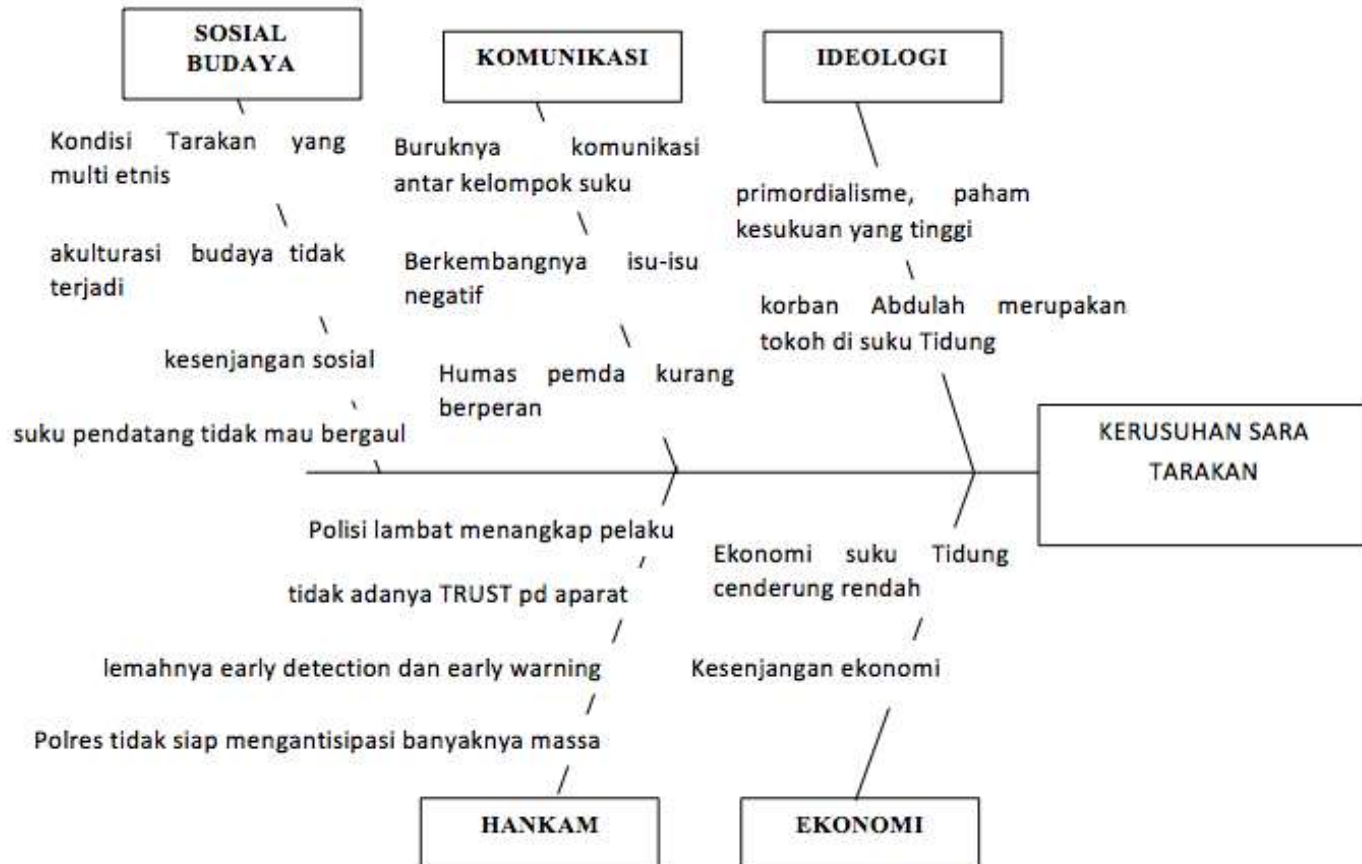 SOSIAL
BUDAYA
Kondisi Tarakan yang
multi etnis
akulturasi budaya tidak
terjadi
kesenjangan sosial
suku pendatang tidak mau bergaul
KOMUNIKASI
Buruknya komunikasi
antar kelompok suku
Berkembangnya isu-isu
negatif
Humas pemda kurang
berperan
IDEOLOGI
primordialisme, paham
kesukuan yang tinggi
korban Abdulah merupakan
tokoh di suku Tidung
KERUSUHAN SARA
TARAKAN
Polisi lambat menangkap pelaku
tidak adanya TRUST pd aparat
lemahnya early detection dan early warning
Polres tidak siap mengantisipasi banyaknya massa
HANKAM
Ekonomi suku Tidung
cenderung rendah
Kesenjangan ekonomi
EKONOMI